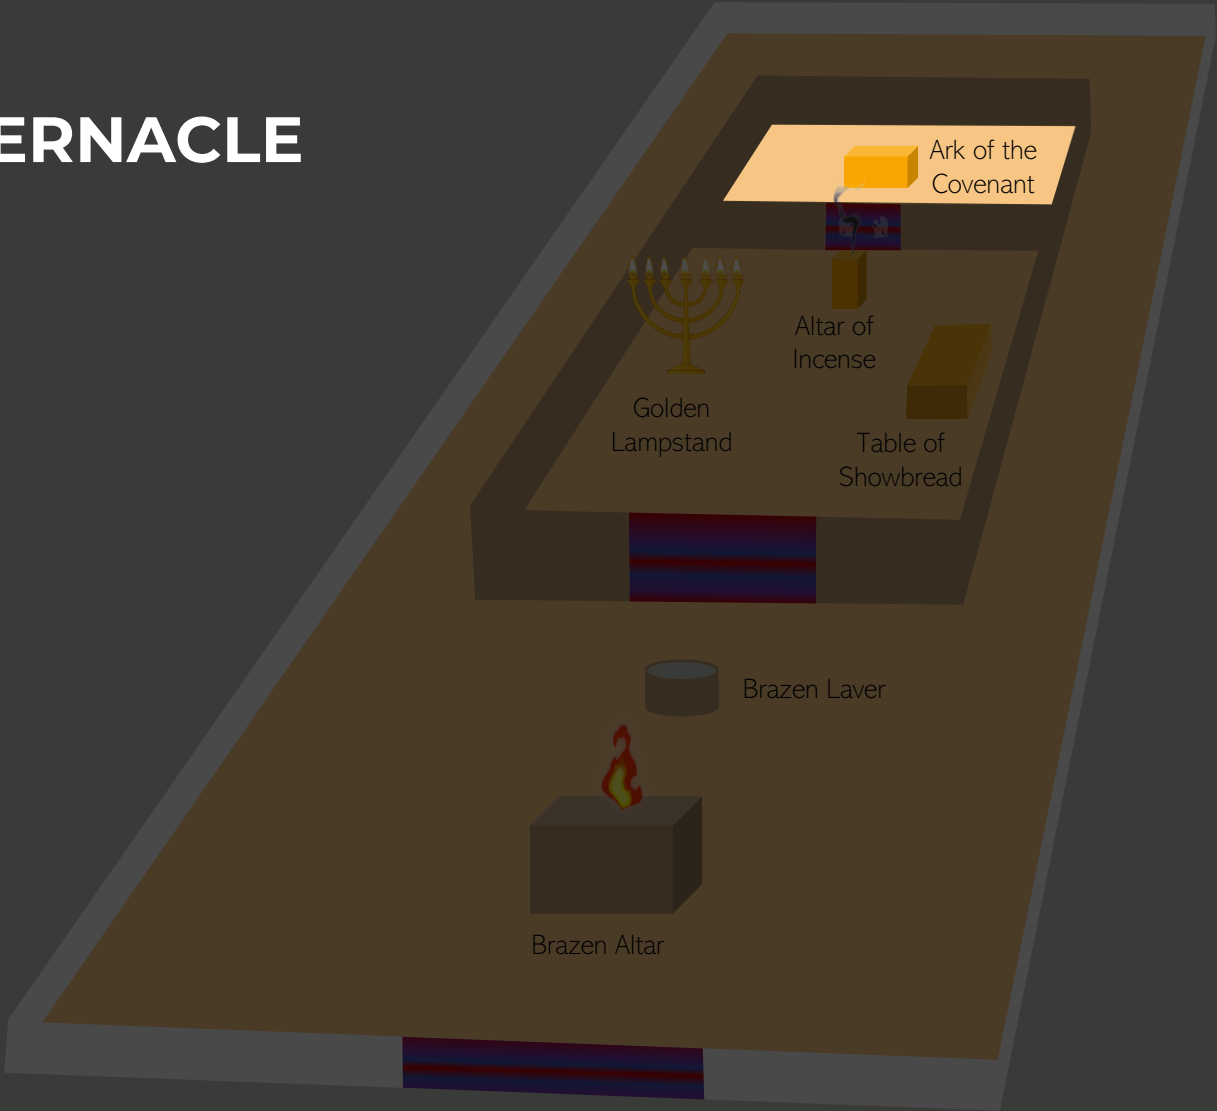 ERNACLE
Ark of the
Covenant
Altar of
Incense
Golden
Lampstand
Table of
Showbread
Brazen Laver
Brazen Altar